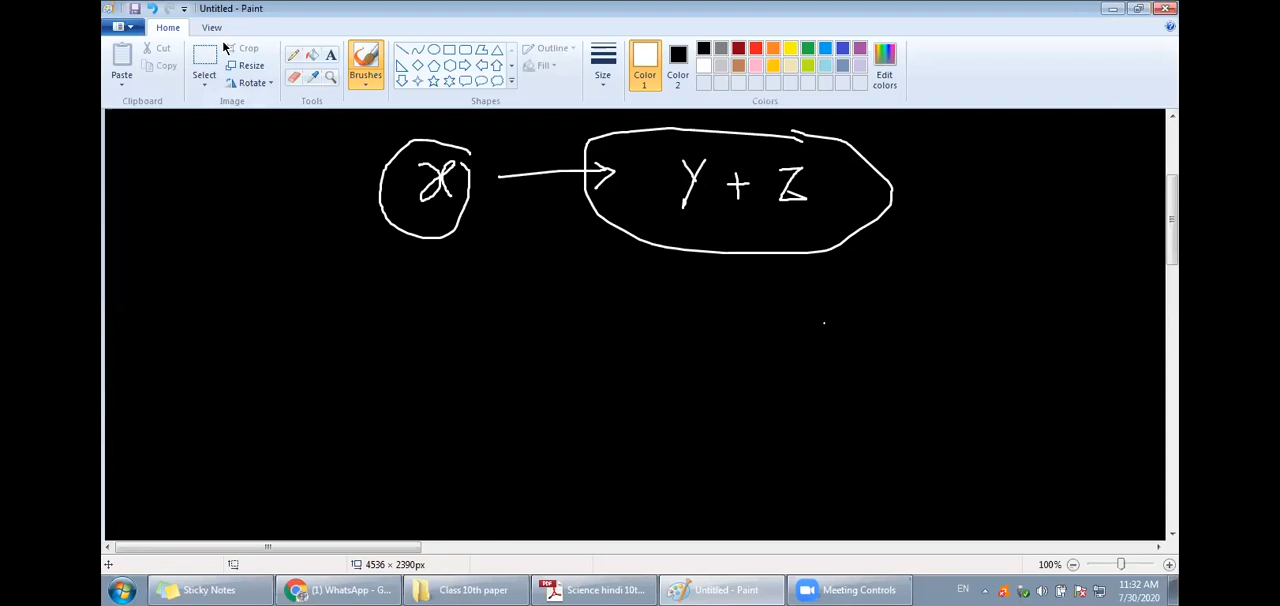 Untitled - Paint
Home View
Cut
Copy
Paste
Clipboard
Crop
Resize
Rotate
Select
Image
Tools
Brushes
Outline
Fill
Shapes
Size
Color 1
Color 2
Edit colors
Colors
x → Y + Z
4536 × 2390px
100%
Sticky Notes
(1) WhatsApp - G...
Class 10th paper
Science hindi 10t...
Untitled - Paint
Meeting Controls
EN
11:32 AM
7/30/2020